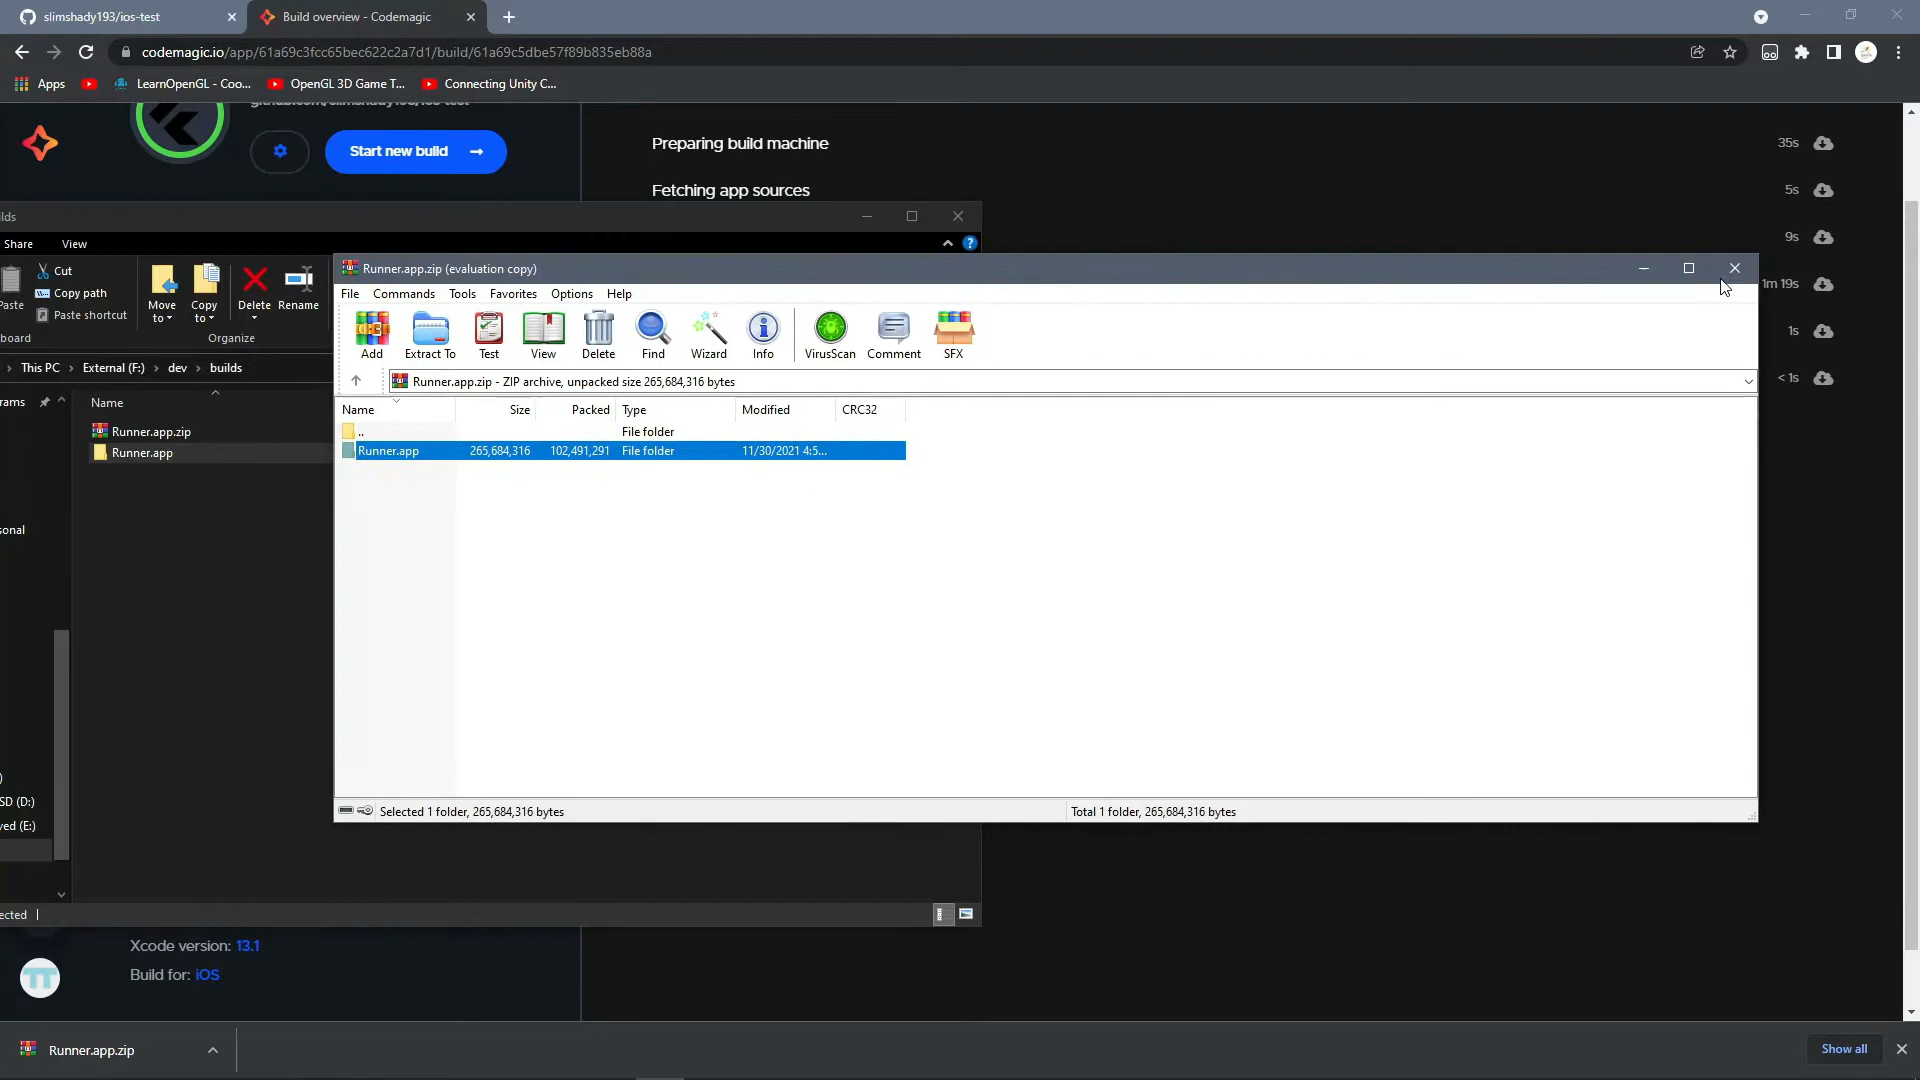 slimshady193/ios-test
Build overview - Codemagic
codemagic.io/app/61a69c3fcc65bec622c2a7d1/build/61a69c5dbe57f89b835eb88a
Apps
LearnOpenGL - Coo...
OpenGL 3D Game T...
Connecting Unity C...
Start new build
Preparing build machine
35s
Fetching app sources
5s
9s
1m 19s
1s
< 1s
ilds
Share
View
Paste
Cut
Copy path
Paste shortcut
board
Move to
Copy to
Delete
Rename
Organize
This PC
External (F:)
dev
builds
rams
Name
Runner.app.zip
Runner.app
sonal
)
SD (D:)
ved (E:)
ected
Runner.app.zip (evaluation copy)
File
Commands
Tools
Favorites
Options
Help
Add
Extract To
Test
View
Delete
Find
Wizard
Info
VirusScan
Comment
SFX
Runner.app.zip - ZIP archive, unpacked size 265,684,316 bytes
Name
Size
Packed
Type
Modified
CRC32
..
File folder
Runner.app
265,684,316
102,491,291
File folder
11/30/2021 4:5...
Selected 1 folder, 265,684,316 bytes
Total 1 folder, 265,684,316 bytes
Xcode version: 13.1
Build for: iOS
Runner.app.zip
Show all